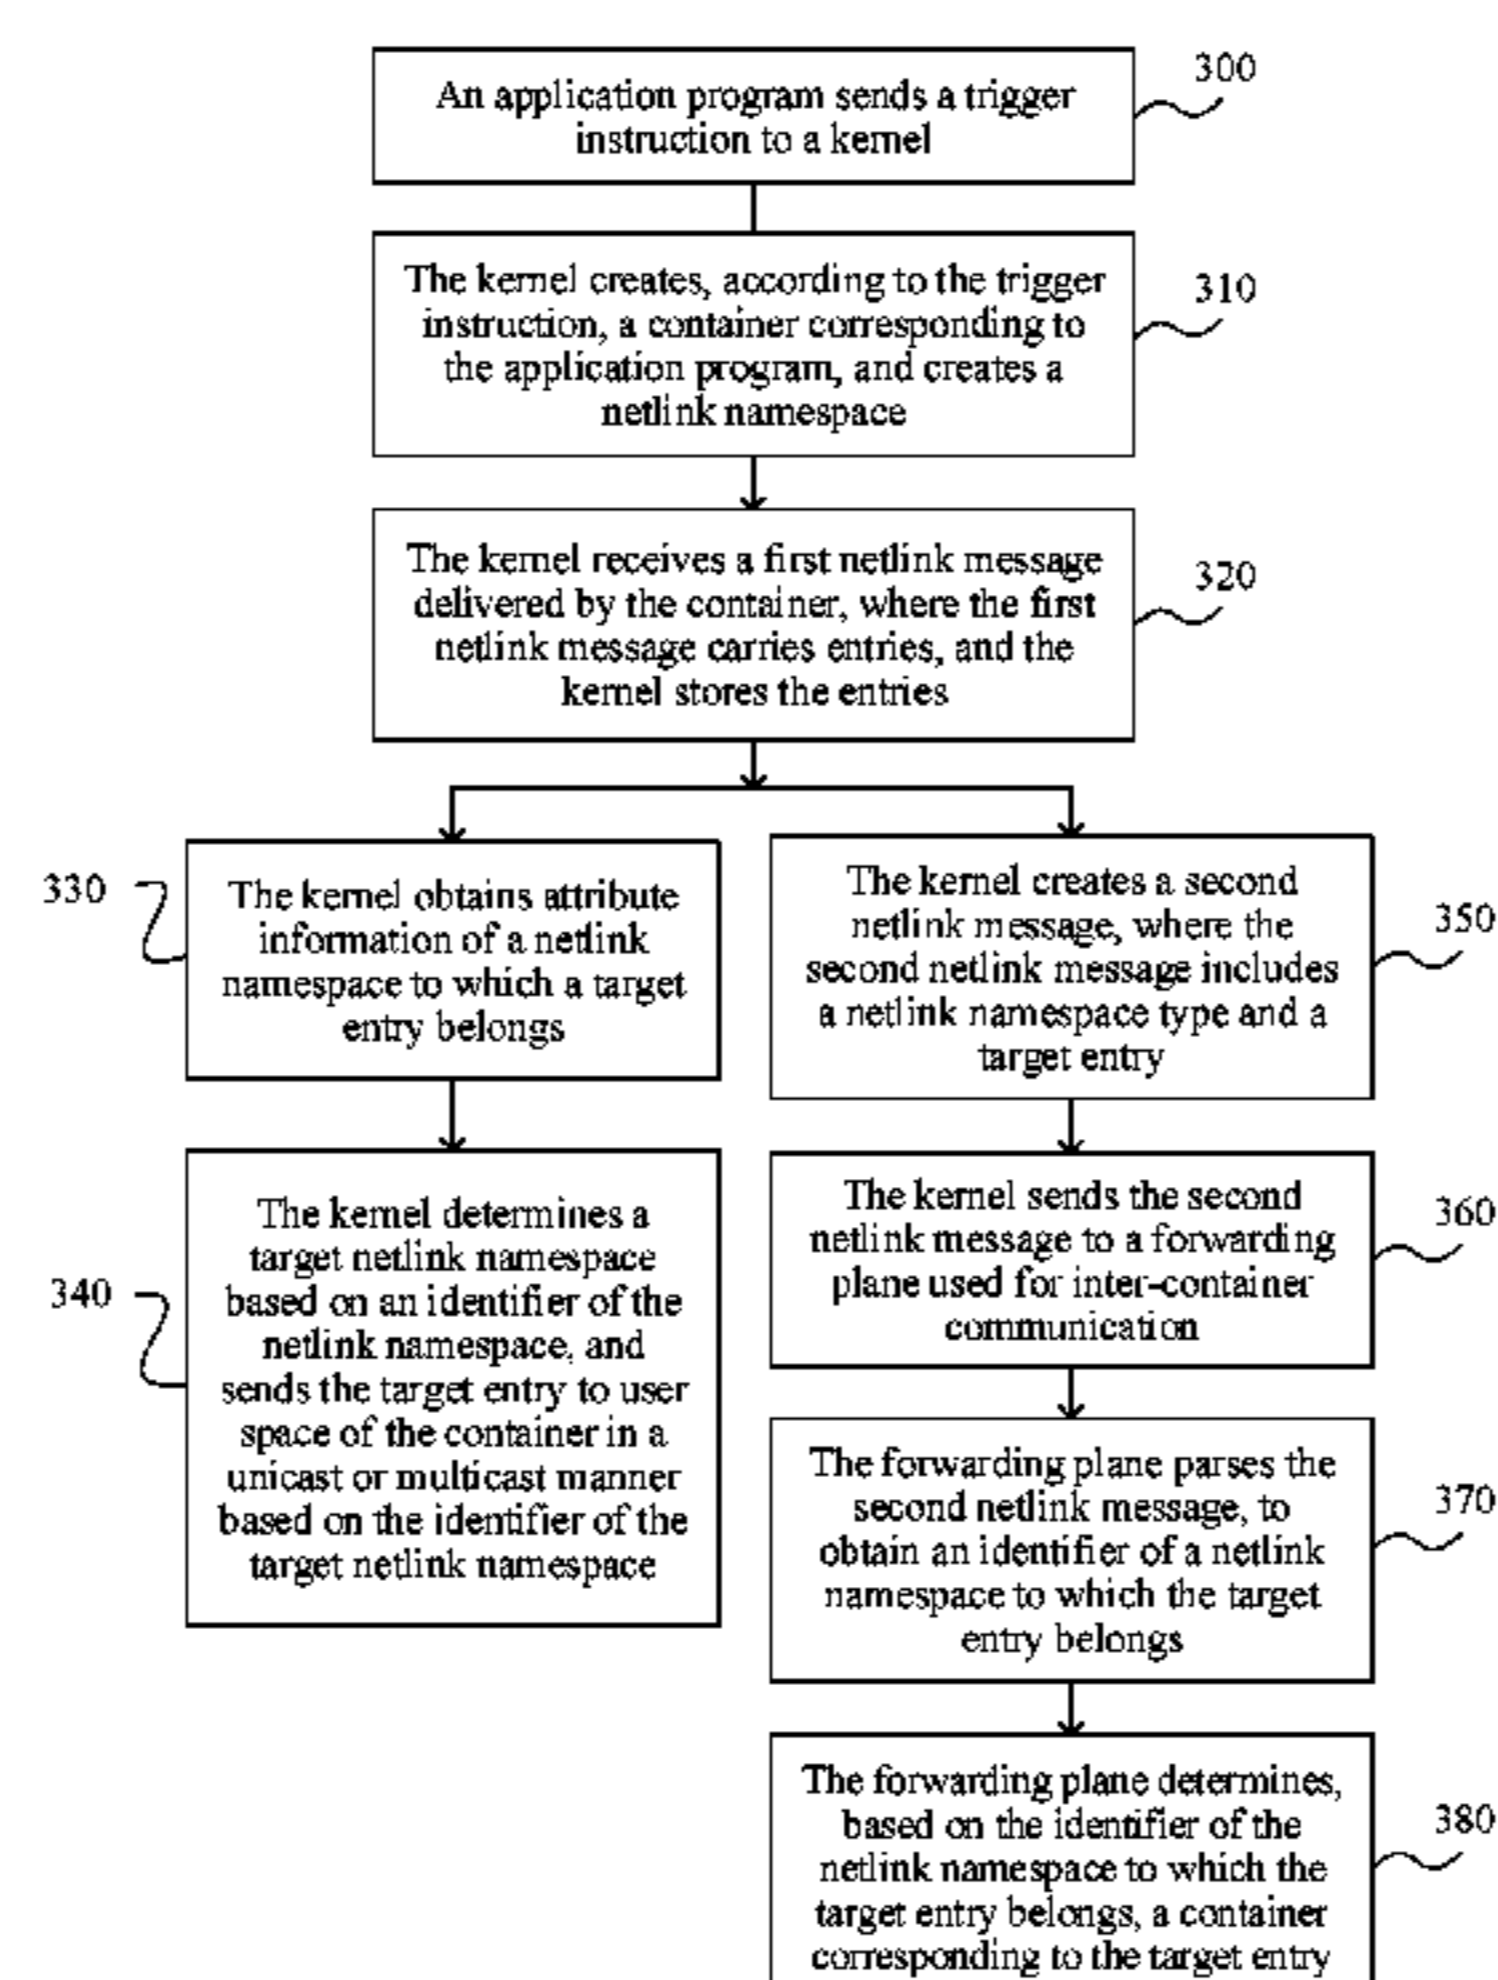 An application program sends a trigger
instruction to a kernel
300
The kernel creates, according to the trigger
instruction, a container corresponding to
the application program, and creates a
netlink namespace
310
The kernel receives a first netlink message
delivered by the container, where the first
netlink message carries entries, and the
kernel stores the entries
320
330
The kernel obtains attribute
information of a netlink
namespace to which a target
entry belongs
340
The kernel determines a
target netlink namespace
based on an identifier of the
netlink namespace, and
sends the target entry to user
space of the container in a
unicast or multicast manner
based on the identifier of the
target netlink namespace
The kernel creates a second
netlink message, where the
second netlink message includes
a netlink namespace type and a
target entry
350
The kernel sends the second
netlink message to a forwarding
plane used for inter-container
communication
360
The forwarding plane parses the
second netlink message, to
obtain an identifier of a netlink
namespace to which the target
entry belongs
370
The forwarding plane determines,
based on the identifier of the
netlink namespace to which the
target entry belongs, a container
corresponding to the target entry
380